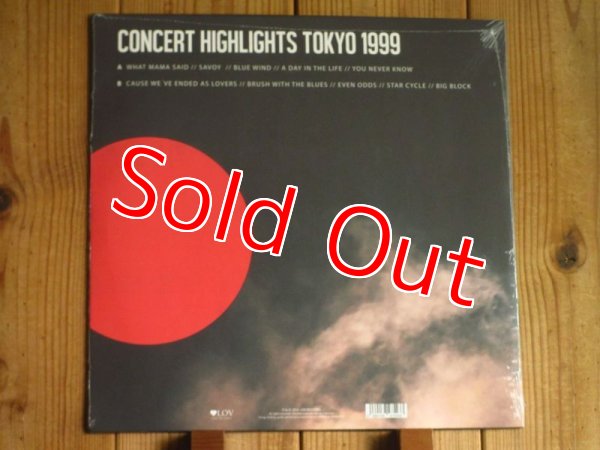 CONCERT HIGHLIGHTS TOKYO 1999
A WHAT MAMA SAID // SAVOY // BLUE WIND // A DAY IN THE LIFE // YOU NEVER KNOW
B CAUSE WE´VE ENDED AS LOVERS // BRUSH WITH THE BLUES // EVEN ODDS // STAR CYCLE // BIG BLOCK
Sold Out
LOV